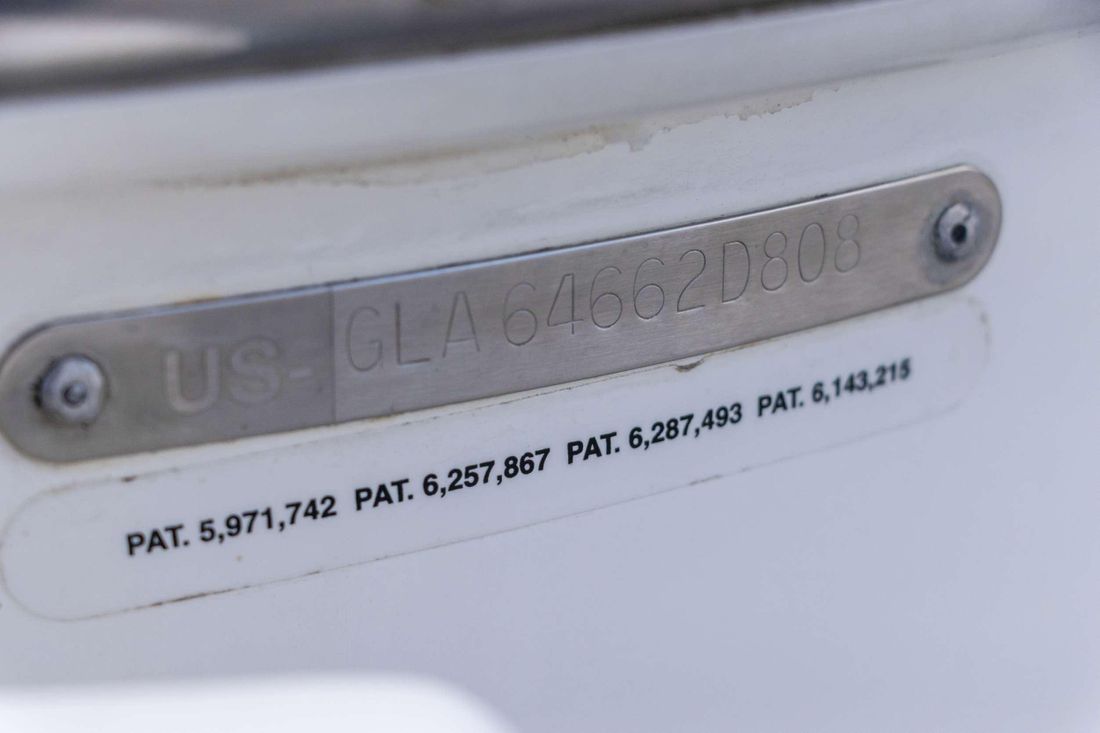 US- GLA64662D808
PAT. 5,971,742 PAT. 6,257,867 PAT. 6,287,493 PAT. 6,143,215